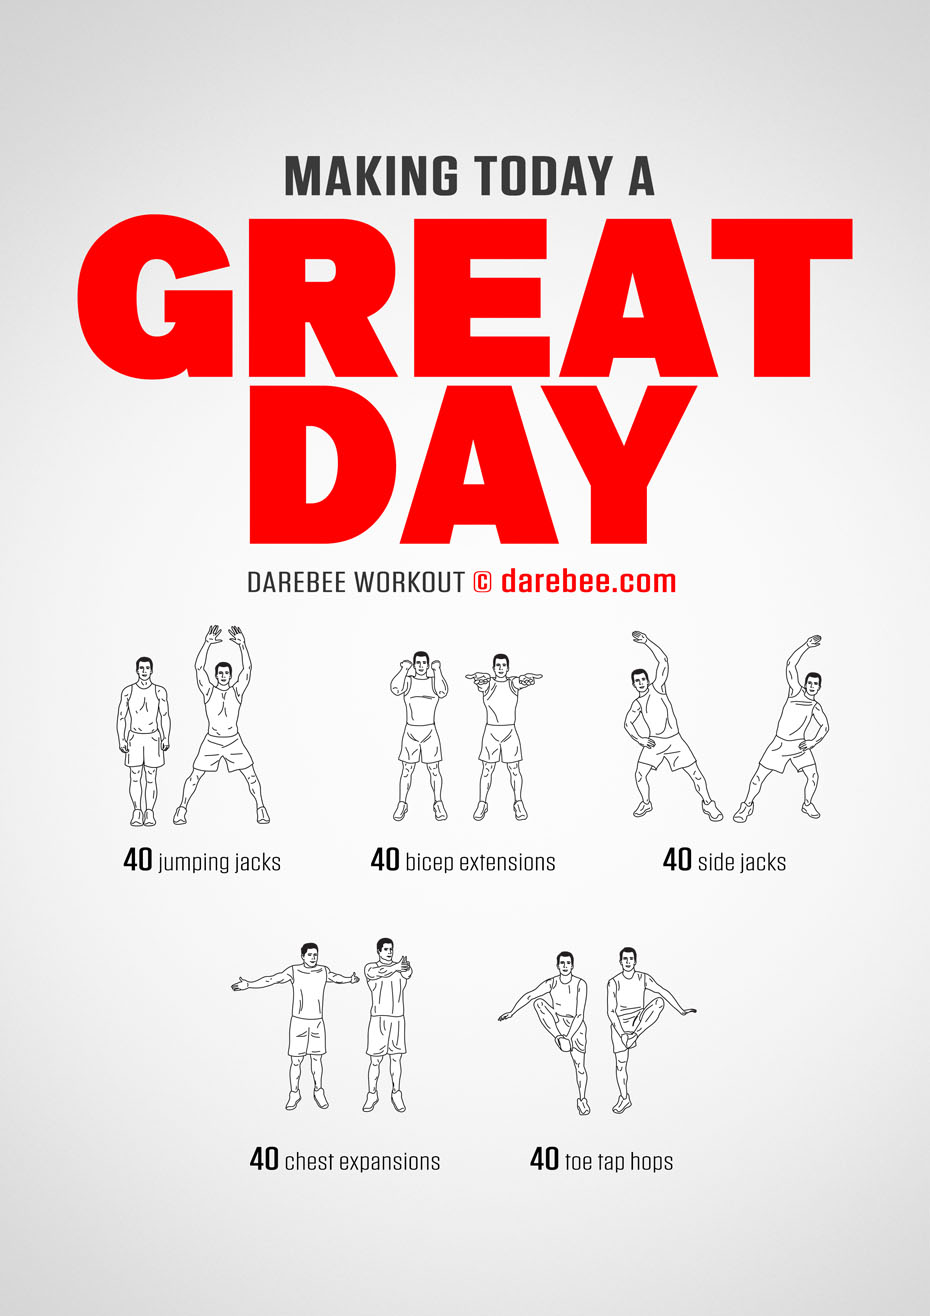 MAKING TODAY A
GREAT
DAY
DAREBEE WORKOUT © darebee.com
40 jumping jacks
40 bicep extensions
40 side jacks
40 chest expansions
40 toe tap hops